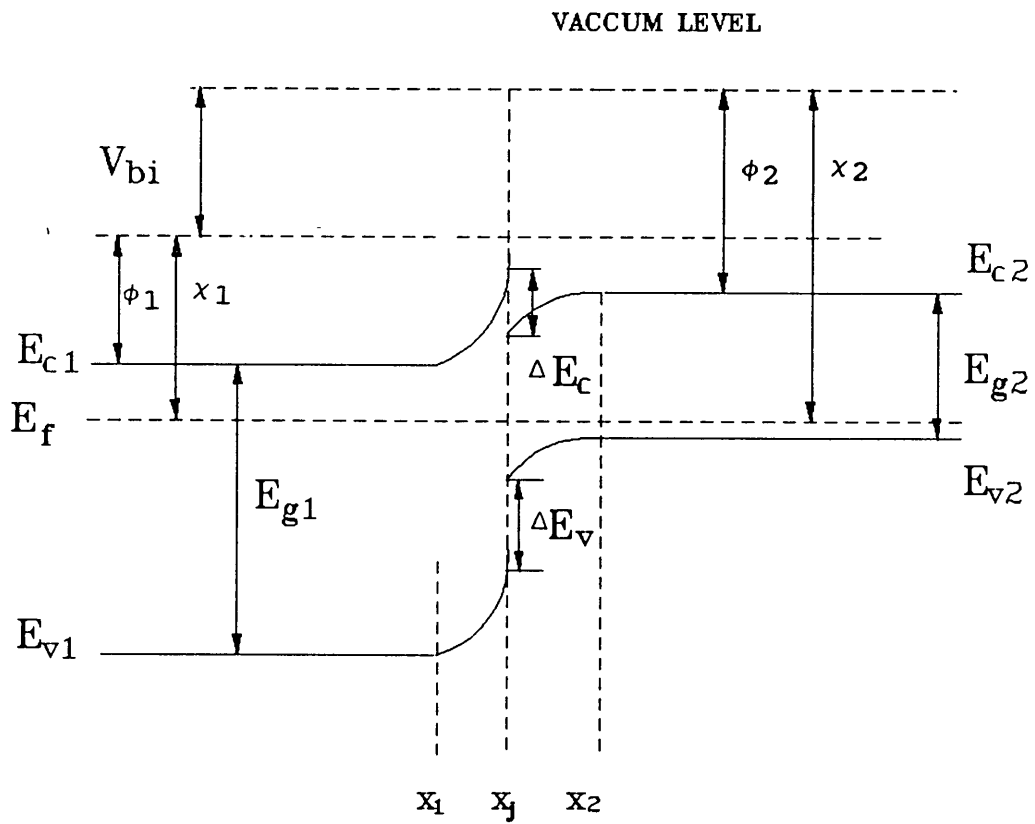 VACCUM LEVEL
V_bi
ϕ_2
χ_2
E_c2
ϕ_1
χ_1
E_c1
ΔE_c
E_g2
E_f
E_g1
E_v2
ΔE_v
E_v1
x_1 x_j x_2